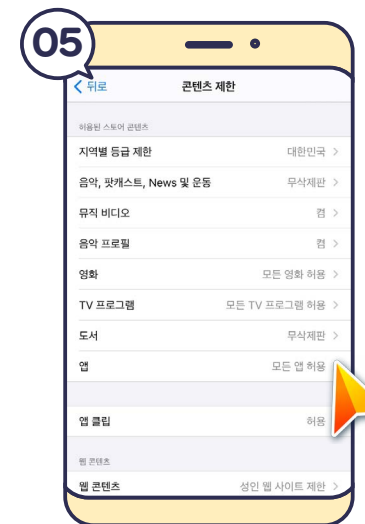 05
뒤로 콘텐츠 제한
허용된 스토어 콘텐츠
지역별 등급 제한 대한민국
음악, 팟캐스트, News 및 운동 무삭제판
뮤직 비디오 켬
음악 프로필 켬
영화 모든 영화 허용
TV 프로그램 모든 TV 프로그램 허용
도서 무삭제판
앱 모든 앱 허용
앱 클립 허용
웹 콘텐츠
웹 콘텐츠 성인 웹 사이트 제한